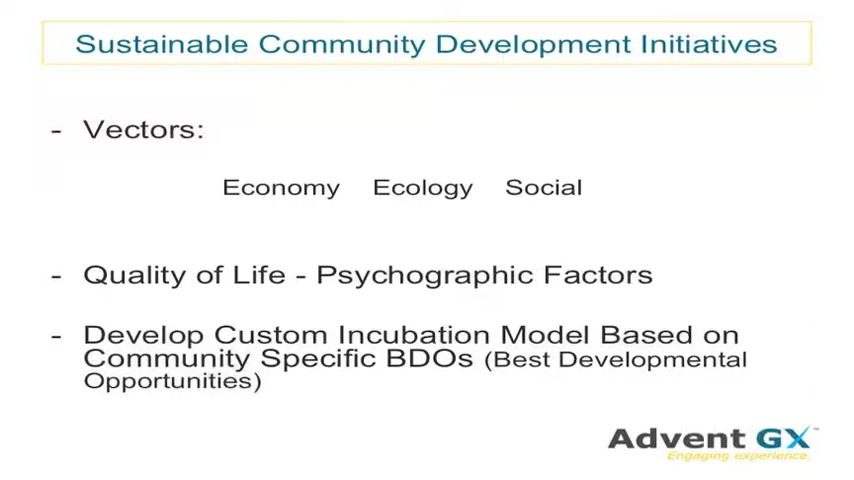 Sustainable Community Development Initiatives
- Vectors:
Economy Ecology Social
- Quality of Life - Psychographic Factors
- Develop Custom Incubation Model Based on
Community Specific BDOs (Best Developmental
Opportunities)
Advent GX™
Engaging experience.